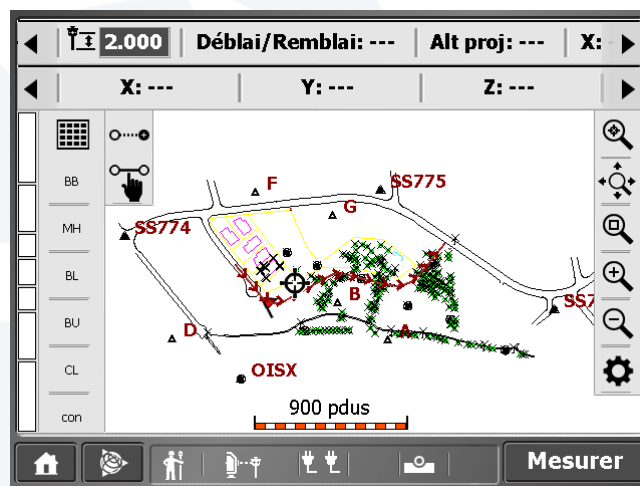 2.000 Déblai/Remblai: --- Alt proj: --- X:
X: --- Y: --- Z: ---
BB
F
SS775
MH
G
SS774
BL
BU
B
SS7
D
A
CL
OISX
con
900 pdus
Mesurer